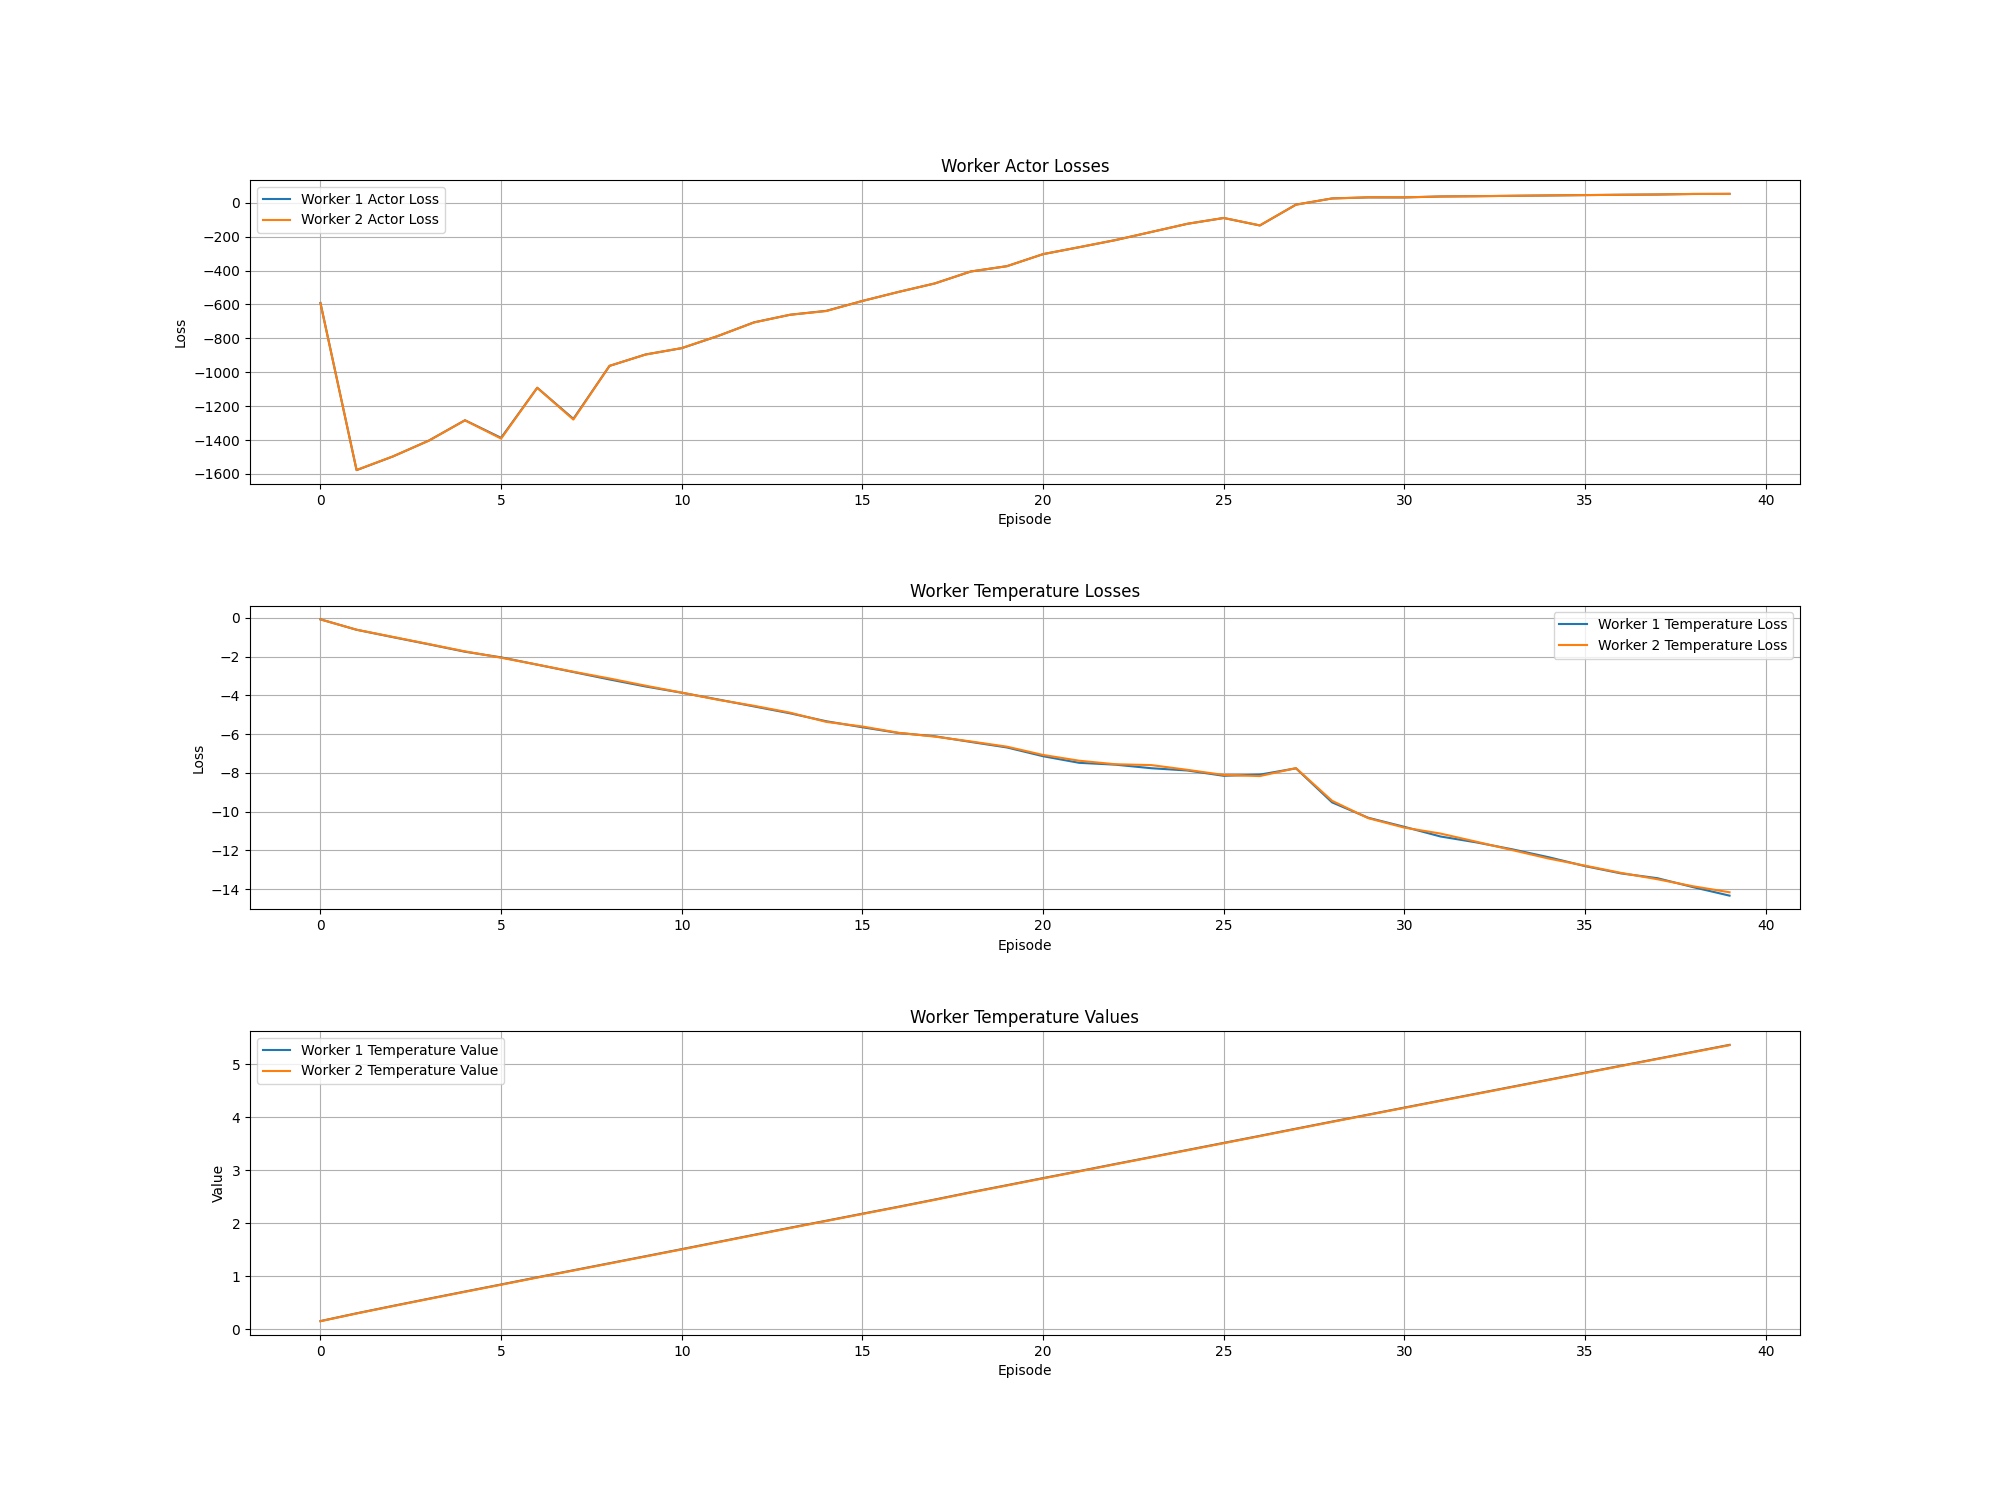 Worker Actor Losses
Worker 1 Actor Loss
Worker 2 Actor Loss
Loss
0
−200
−400
−600
−800
−1000
−1200
−1400
−1600
0 5 10 15 20 25 30 35 40
Episode
Worker Temperature Losses
Worker 1 Temperature Loss
Worker 2 Temperature Loss
Loss
0
−2
−4
−6
−8
−10
−12
−14
0 5 10 15 20 25 30 35 40
Episode
Worker Temperature Values
Worker 1 Temperature Value
Worker 2 Temperature Value
Value
5
4
3
2
1
0
0 5 10 15 20 25 30 35 40
Episode